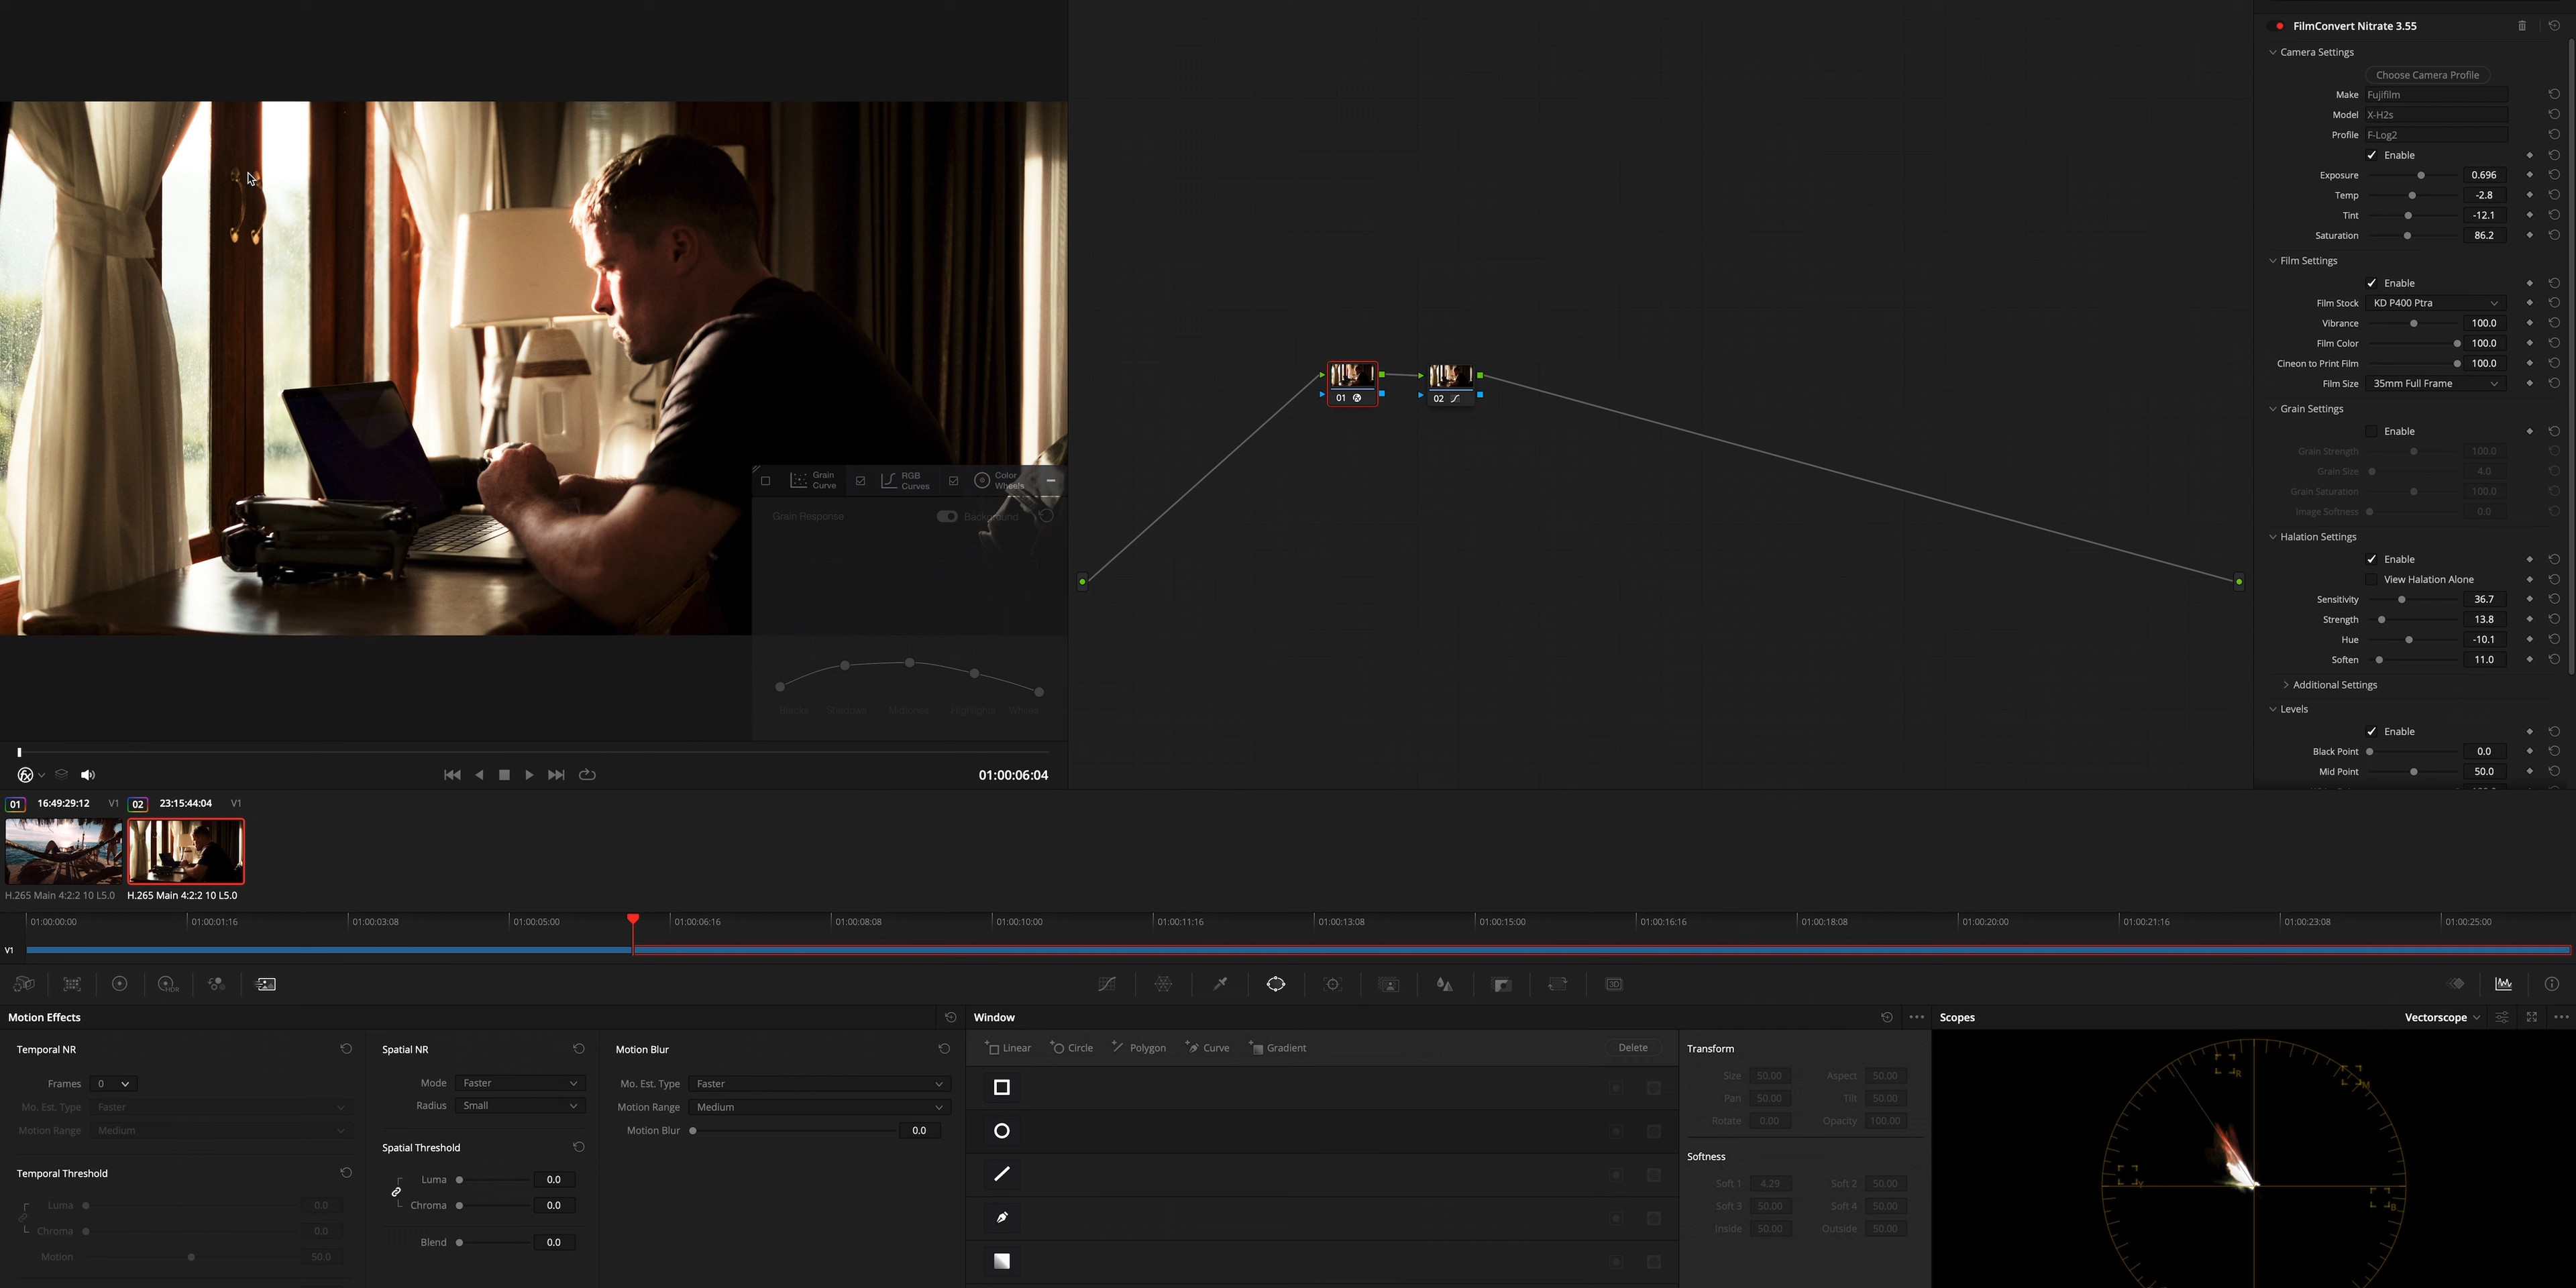 FilmConvert Nitrate 3.55
Camera Settings
Choose Camera Profile
Make Fujifilm
Model X-H2s
Profile F-Log2
Enable
Exposure 0.696
Temp -2.8
Tint -12.1
Saturation 86.2
Film Settings
Enable
Film Stock KD P400 Ptra
Vibrance 100.0
Film Color 100.0
Cineon to Print Film 100.0
Film Size 35mm Full Frame
Grain Settings
Enable
Grain Strength 100.0
Grain Size 4.0
Grain Saturation 100.0
Image Softness 0.0
Halation Settings
Enable
View Halation Alone
Sensitivity 36.7
Strength 13.8
Hue -10.1
Soften 11.0
Additional Settings
Levels
Enable
Black Point 0.0
Mid Point 50.0
01
02
Grain Curve
RGB Curves
Color Wheels
Grain Response
Background
Blacks Shadows Midtones Highlights Whites
01:00:06:04
01 16:49:29:12 V1
02 23:15:44:04 V1
H.265 Main 4:2:2 10 L5.0
H.265 Main 4:2:2 10 L5.0
01:00:00:00 01:00:01:16 01:00:03:08 01:00:05:00 01:00:06:16 01:00:08:08 01:00:10:00 01:00:11:16 01:00:13:08 01:00:15:00 01:00:16:16 01:00:18:08 01:00:20:00 01:00:21:16 01:00:23:08 01:00:25:00
V1
HDR
3D
Motion Effects
Temporal NR
Frames 0
Mo. Est. Type Faster
Motion Range Medium
Temporal Threshold
Luma 0.0
Chroma 0.0
Motion 50.0
Spatial NR
Mode Faster
Radius Small
Spatial Threshold
Luma 0.0
Chroma 0.0
Blend 0.0
Motion Blur
Mo. Est. Type Faster
Motion Range Medium
Motion Blur 0.0
Window
Linear Circle Polygon Curve Gradient Delete
Transform
Size 50.00 Aspect 50.00
Pan 50.00 Tilt 50.00
Rotate 0.00 Opacity 100.00
Softness
Soft 1 4.29 Soft 2 50.00
Soft 3 50.00 Soft 4 50.00
Inside 50.00 Outside 50.00
Scopes
Vectorscope
R
M
Y
B